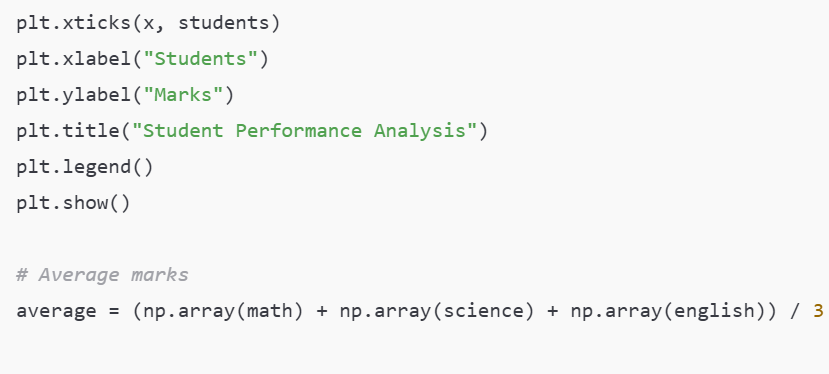 plt.xticks(x, students)
plt.xlabel("Students")
plt.ylabel("Marks")
plt.title("Student Performance Analysis")
plt.legend()
plt.show()
# Average marks
average = (np.array(math) + np.array(science) + np.array(english)) / 3